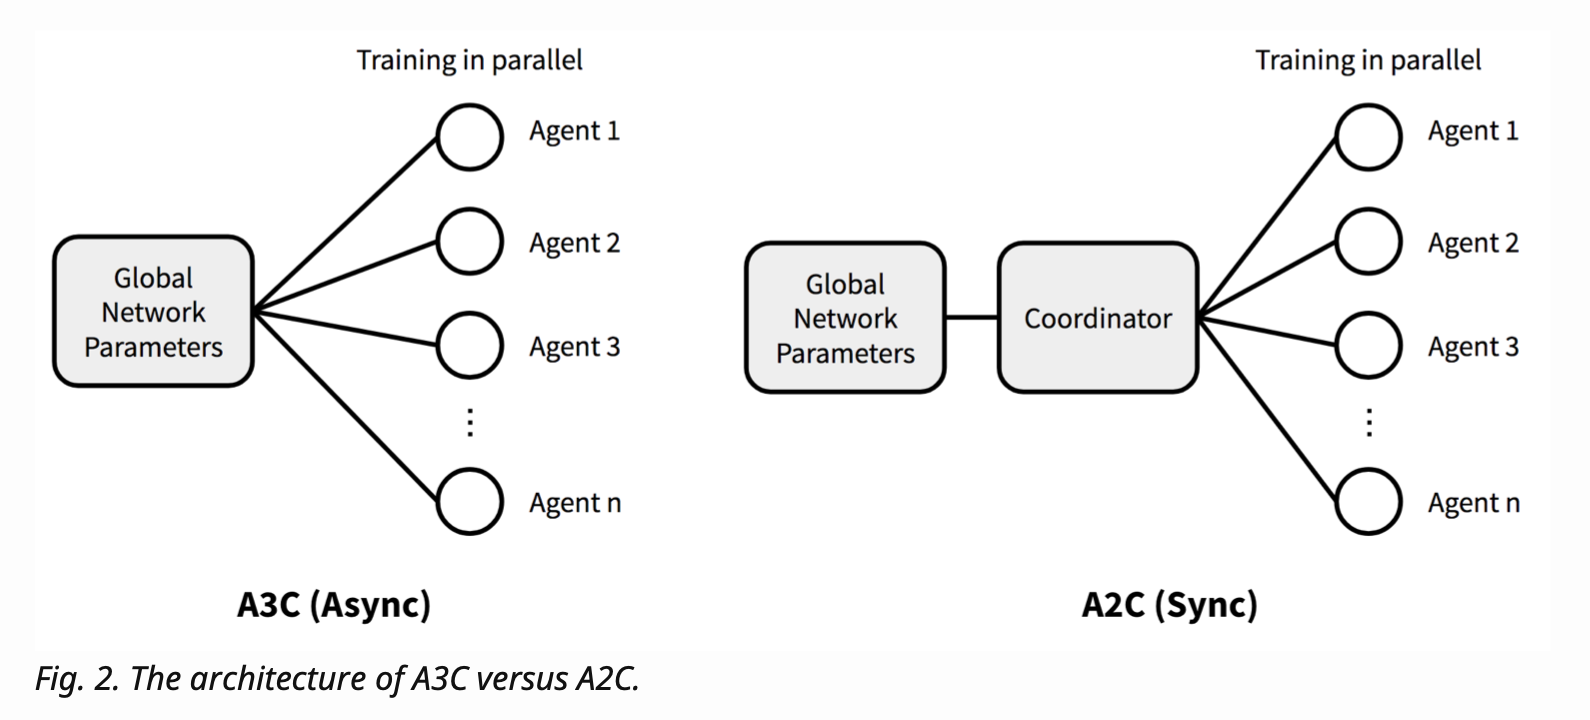 Training in parallel
Agent 1
Agent 2
Agent 3
Agent n
Global
Network
Parameters
A3C (Async)
Training in parallel
Agent 1
Agent 2
Agent 3
Agent n
Global
Network
Parameters
Coordinator
A2C (Sync)
Fig. 2. The architecture of A3C versus A2C.